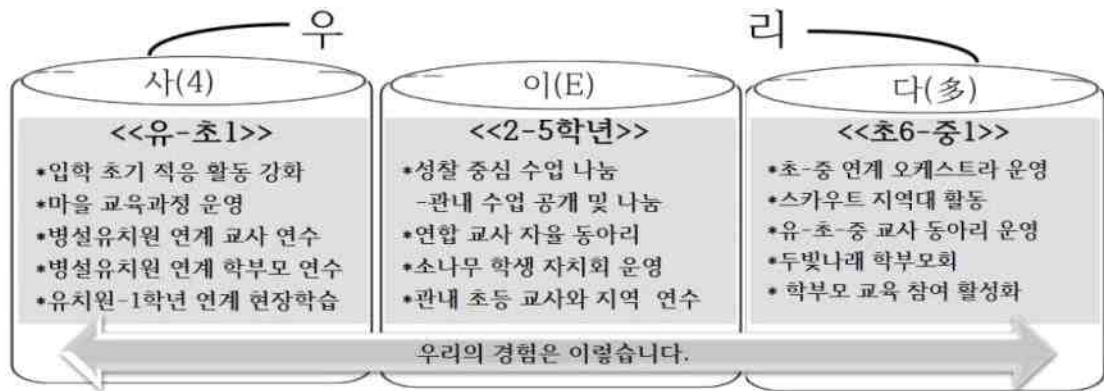 우 리
사(4)
<<유-초1>>
*입학 초기 적응 활동 강화
*마을 교육과정 운영
*병설유치원 연계 교사 연수
*병설유치원 연계 학부모 연수
*유치원-1학년 연계 현장학습
이(E)
<<2-5학년>>
*성찰 중심 수업 나눔
-관내 수업 공개 및 나눔
*연합 교사 자율 동아리
*소나무 학생 자치회 운영
*관내 초등 교사와 지역 연수
다(多)
<<초6-중1>>
*초-중 연계 오케스트라 운영
*스카우트 지역대 활동
*유-초-중 교사 동아리 운영
*두빛나래 학부모회
* 학부모 교육 참여 활성화
우리의 경험은 이렇습니다.